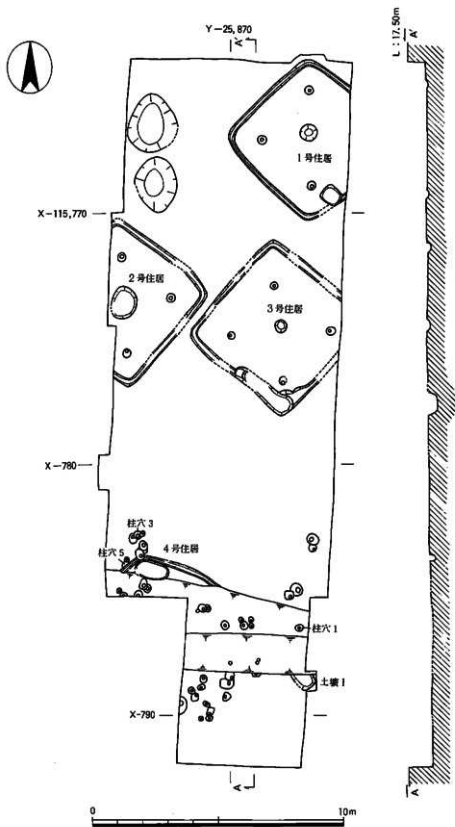 Y-25,870
A
A'
L:17.50m
1号住居
X-115,770
2号住居
3号住居
X-780
柱穴3
柱穴5
4号住居
柱穴1
土壙1
X-790
A
A
0
10m